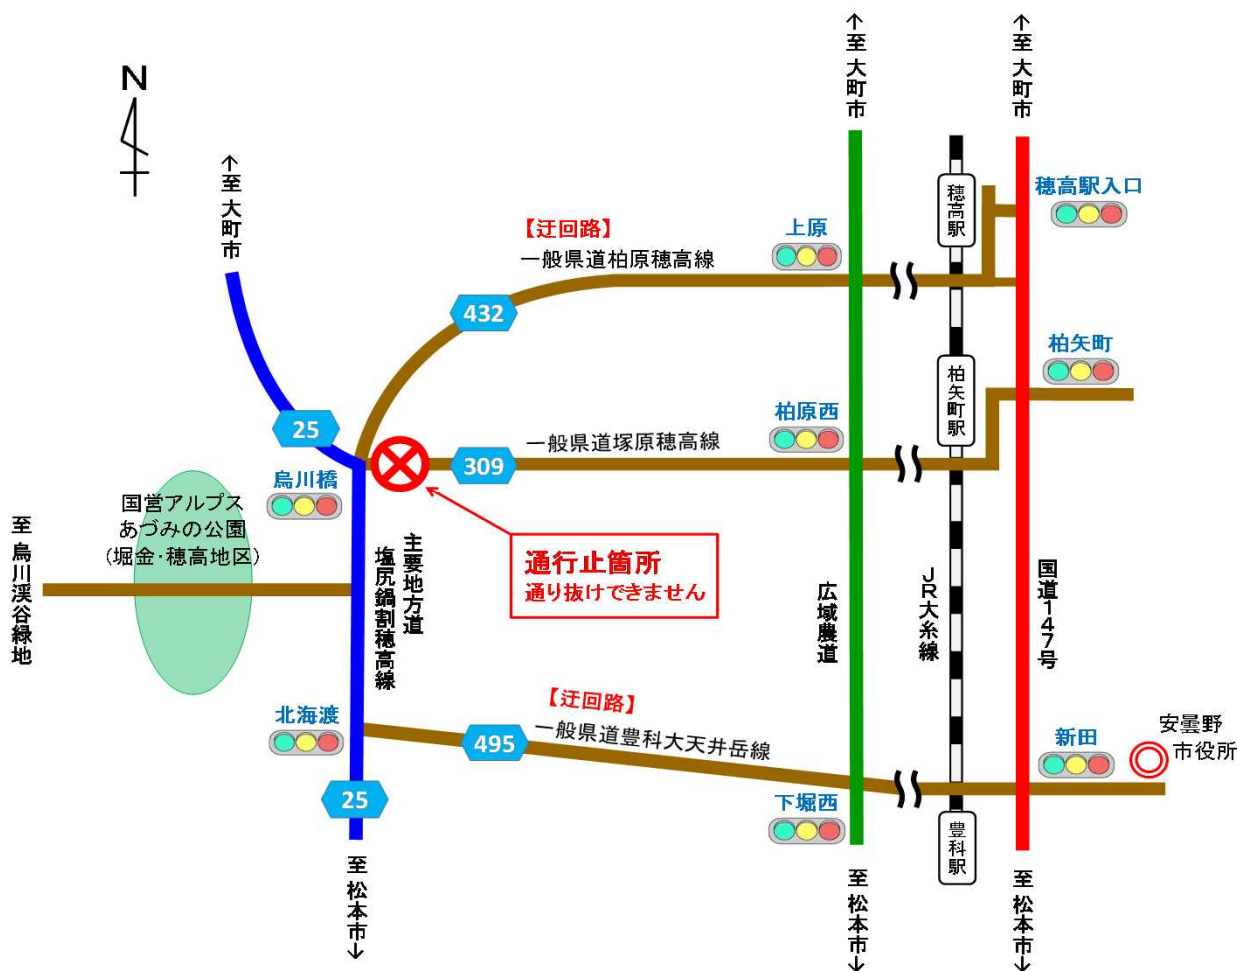 N
↑至 大町市
↑至 大町市
↑至 大町市
【迂回路】
一般県道柏原穂高線
上原
穂高駅
穂高駅入口
432
25
一般県道塚原穂高線
309
柏原西
柏矢町駅
柏矢町
烏川橋
国営アルプス
あづみの公園
(堀金・穂高地区)
至 烏川渓谷緑地
主要地方道
塩尻鍋割穂高線
通行止箇所
通り抜けできません
広域農道
JR大糸線
国道147号
北海渡
【迂回路】
一般県道豊科大天井岳線
495
新田
安曇野
市役所
25
下堀西
豊科駅
至 松本市↓
至 松本市↓
至 松本市↓